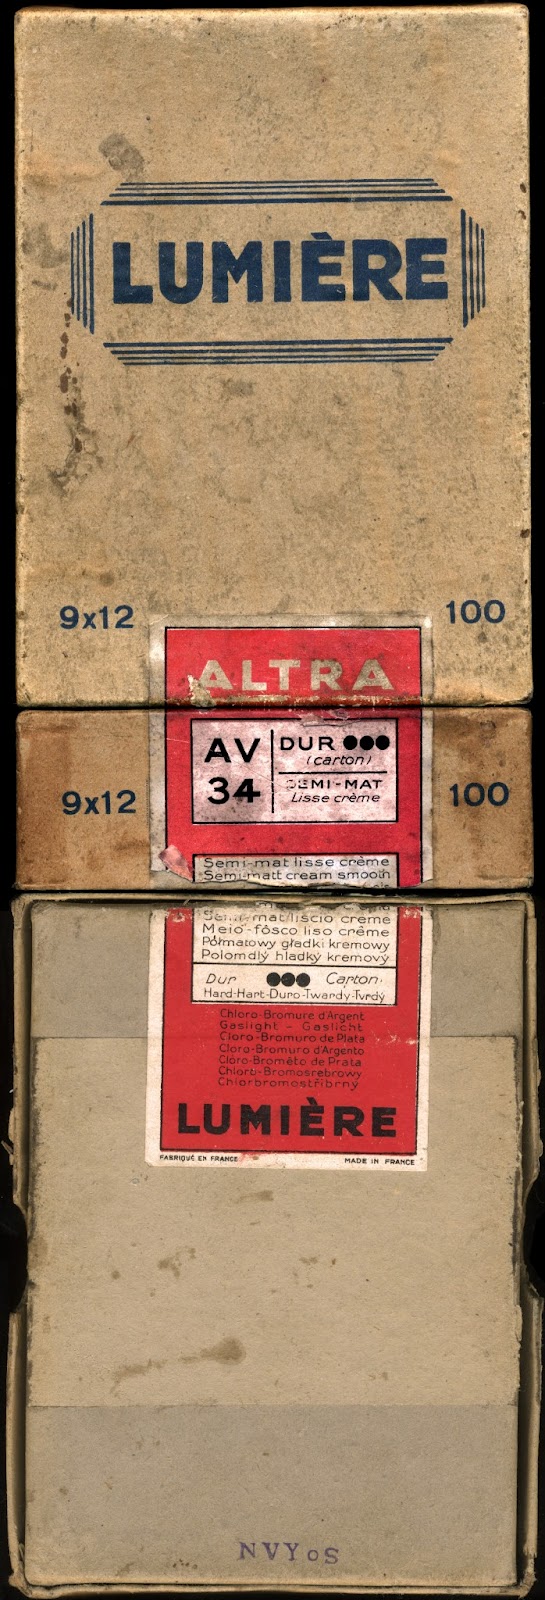 LUMIÈRE
9x12
100
ALTRA
AV
34
DUR
(carton)
SEMI-MAT
Lisse crème
9x12
100
Semi-mat lisse crème
Semi-matt cream smooth
Semi-mat liscio creme
Meio-fôsco liso crême
Połmatowy gładki kremowy
Polomdlý hladký kremový
Dur Carton
Hard-Hart-Duro-Twardy-Tvrdý
Chloro-Bromure d'Argent
Gaslight - Gaslicht
Cloro-Bromuro de Plata
Cloro-Bromuro d'Argento
Cloro-Brometo de Prata
Chloro-Bromosrebrowy
Chlorbromostříbrný
LUMIÈRE
FABRIQUÉ EN FRANCE
MADE IN FRANCE
NVYoS